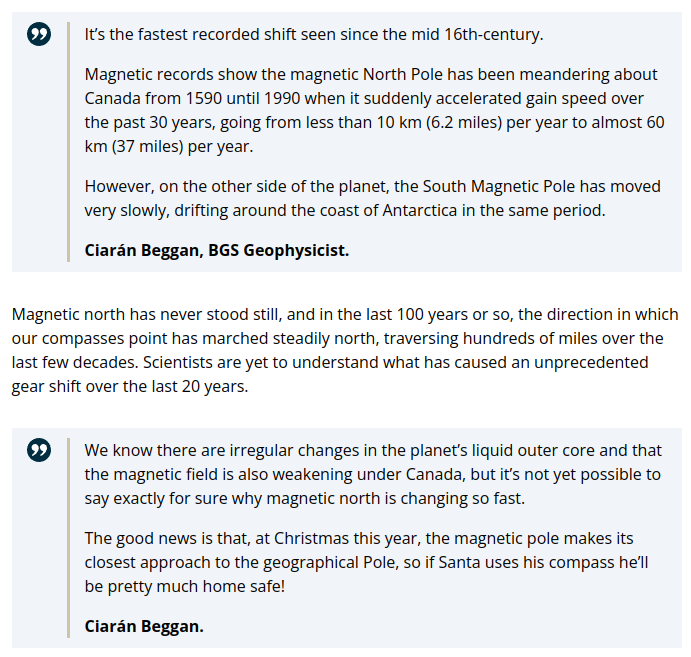 It’s the fastest recorded shift seen since the mid 16th-century.
Magnetic records show the magnetic North Pole has been meandering about
Canada from 1590 until 1990 when it suddenly accelerated gain speed over
the past 30 years, going from less than 10 km (6.2 miles) per year to almost 60
km (37 miles) per year.
However, on the other side of the planet, the South Magnetic Pole has moved
very slowly, drifting around the coast of Antarctica in the same period.
Ciarán Beggan, BGS Geophysicist.
Magnetic north has never stood still, and in the last 100 years or so, the direction in which
our compasses point has marched steadily north, traversing hundreds of miles over the
last few decades. Scientists are yet to understand what has caused an unprecedented
gear shift over the last 20 years.
We know there are irregular changes in the planet’s liquid outer core and that
the magnetic field is also weakening under Canada, but it’s not yet possible to
say exactly for sure why magnetic north is changing so fast.
The good news is that, at Christmas this year, the magnetic pole makes its
closest approach to the geographical Pole, so if Santa uses his compass he’ll
be pretty much home safe!
Ciarán Beggan.